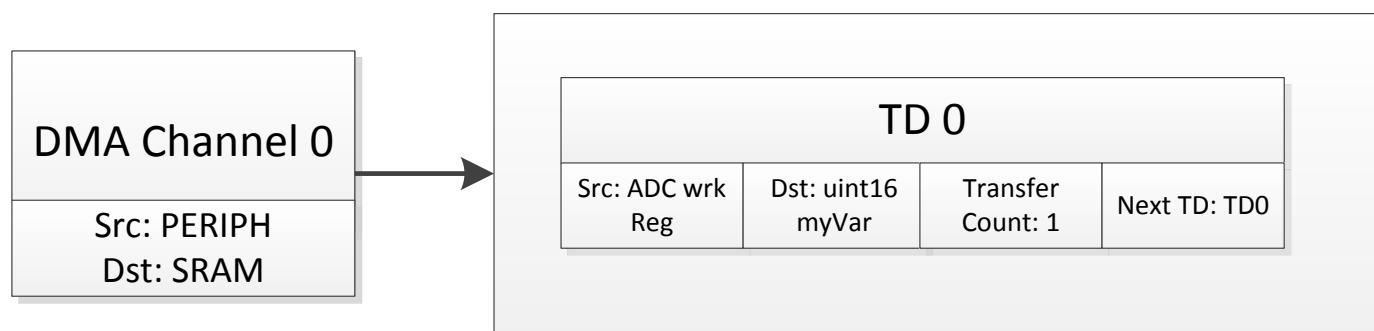 DMA Channel 0
Src: PERIPH
Dst: SRAM
TD 0
Src: ADC wrk
Reg
Dst: uint16
myVar
Transfer
Count: 1
Next TD: TD0